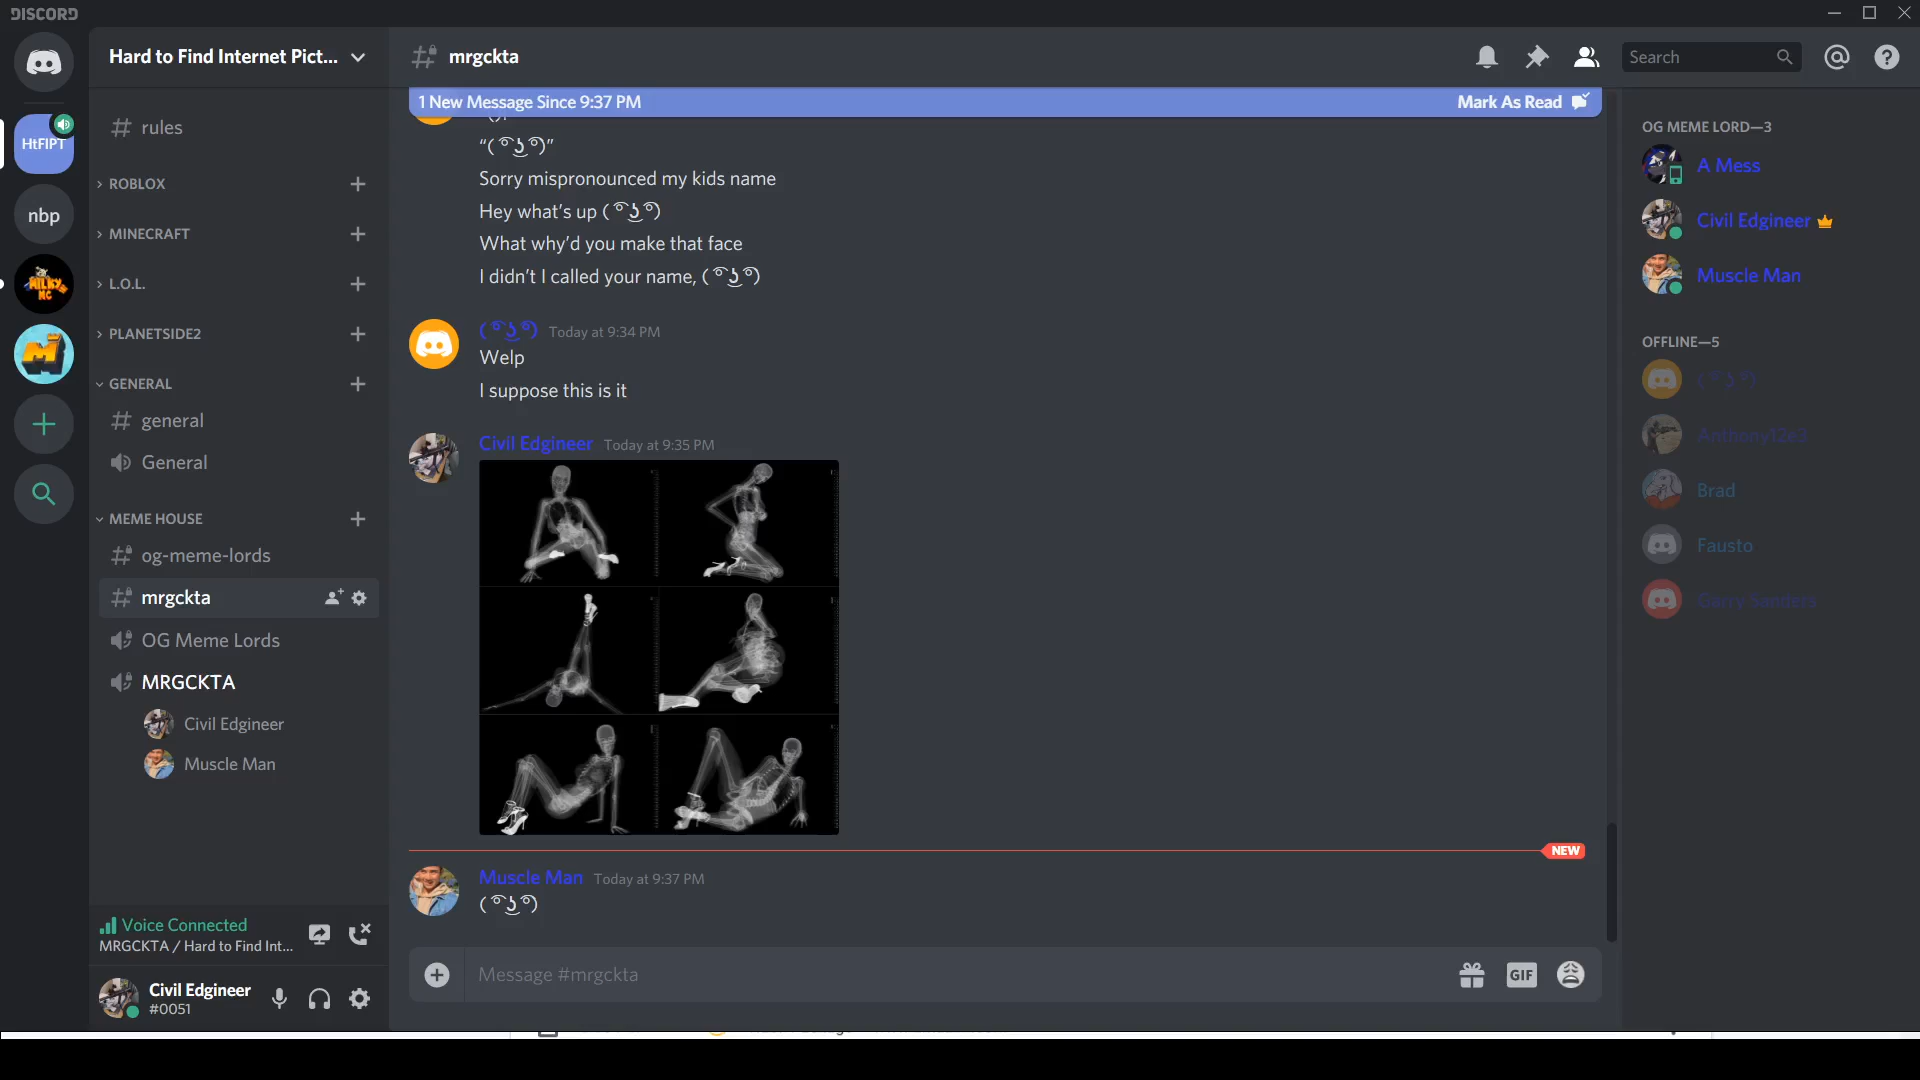 DISCORD
Hard to Find Internet Pict...
mrgckta
Search
1 New Message Since 9:37 PM
Mark As Read
HtFIPT
nbp
MILKY
MC
rules
ROBLOX
MINECRAFT
L.O.L.
PLANETSIDE2
GENERAL
general
General
MEME HOUSE
og-meme-lords
mrgckta
OG Meme Lords
MRGCKTA
Civil Edgineer
Muscle Man
Voice Connected
MRGCKTA / Hard to Find Int...
Civil Edgineer
#0051
“( ͡° ͜ʖ ͡°)”
Sorry mispronounced my kids name
Hey what’s up ( ͡° ͜ʖ ͡°)
What why’d you make that face
I didn’t I called your name, ( ͡° ͜ʖ ͡°)
( ͡° ͜ʖ ͡°) Today at 9:34 PM
Welp
I suppose this is it
Civil Edgineer Today at 9:35 PM
NEW
Muscle Man Today at 9:37 PM
( ͡° ͜ʖ ͡°)
Message #mrgckta
GIF
OG MEME LORD—3
A Mess
Civil Edgineer
Muscle Man
OFFLINE—5
( ͡° ͜ʖ ͡°)
Anthony12e3
Brad
Fausto
Garry Sanders